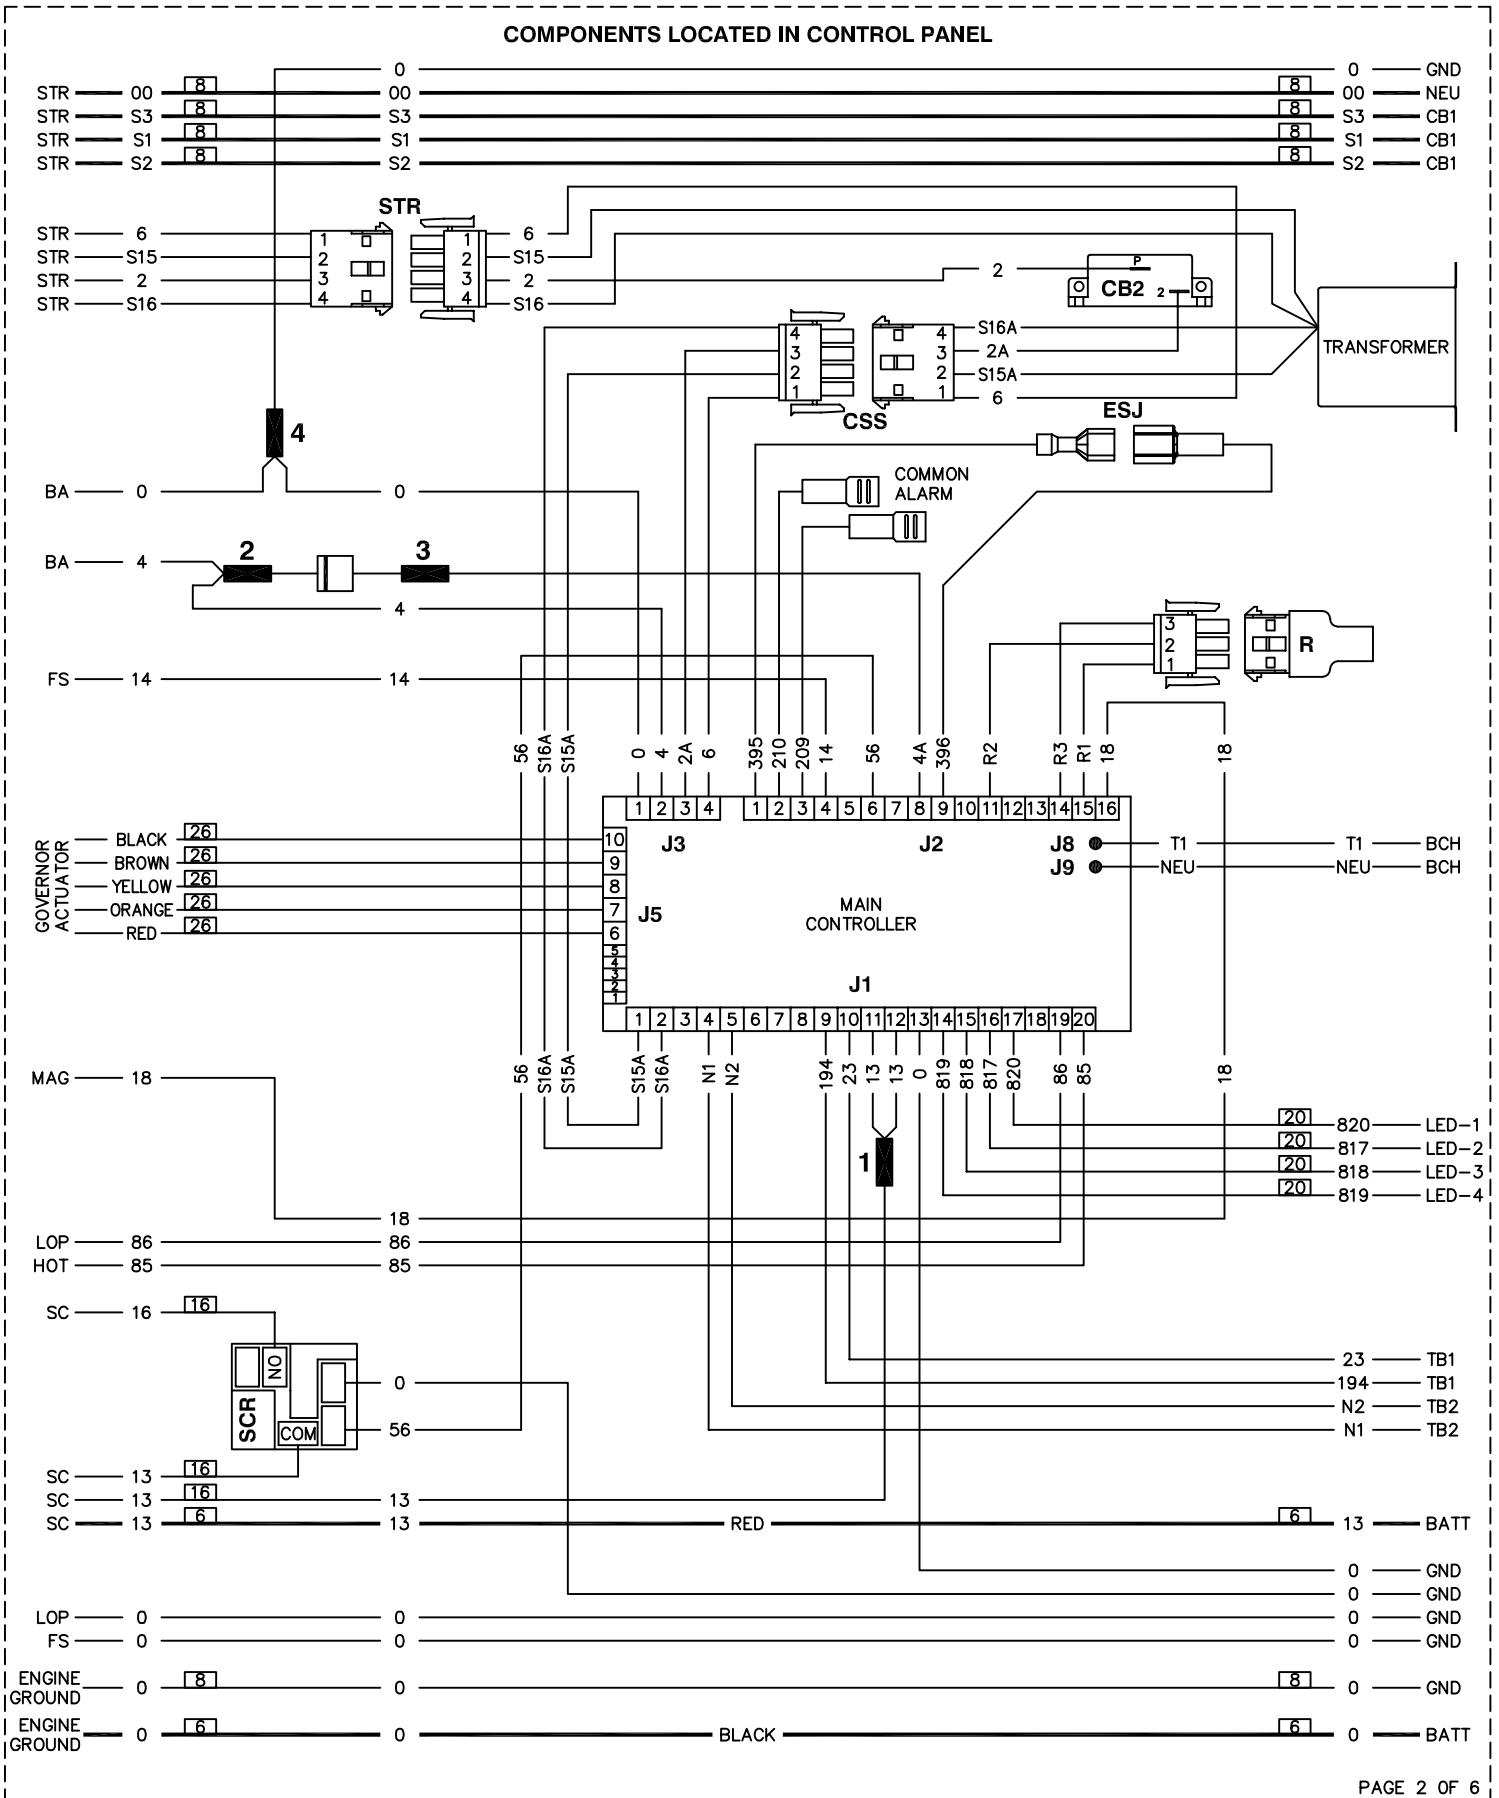 COMPONENTS LOCATED IN CONTROL PANEL
0 0 GND
STR 00 8 00 8 00 NEU
STR S3 8 S3 8 S3 CB1
STR S1 8 S1 8 S1 CB1
STR S2 8 S2 8 S2 CB1
STR
STR 6 1 1 6
STR S15 2 2 S15
STR 2 3 3 2 2
STR S16 4 4 S16
P
CB2 2
4 4 S16A
3 3 2A
2 2 S15A
1 1 6
TRANSFORMER
CSS
ESJ
4
COMMON
ALARM
BA 0 0
BA 4 2 3
4
3
2
1
R
FS 14 14
56 S16A S15A 0 4 2A 6 395 210 209 14 56 4A 396 R2 R3 R1 18 18
1 2 3 4 1 2 3 4 5 6 7 8 9 10 11 12 13 14 15 16
J3 J2
GOVERNOR
ACTUATOR
BLACK 26 10
BROWN 26 9
YELLOW 26 8
ORANGE 26 7
RED 26 6
5
4
3
2
1
J5
J8 T1 T1 BCH
J9 NEU NEU BCH
MAIN
CONTROLLER
J1
1 2 3 4 5 6 7 8 9 10 11 12 13 14 15 16 17 18 19 20
MAG 18
56 S16A S15A S15A S16A N1 N2 194 23 13 13 0 819 818 817 820 86 85 18
1
20 820 LED-1
20 817 LED-2
20 818 LED-3
20 819 LED-4
18
LOP 86 86
HOT 85 85
SC 16 16
NO
SCR
COM
0
56
23 TB1
194 TB1
N2 TB2
N1 TB2
SC 13 16
SC 13 16 13
SC 13 6 13 RED 6 13 BATT
0 GND
0 GND
LOP 0 0 0 GND
FS 0 0 0 GND
ENGINE
GROUND 0 8 0 8 0 GND
ENGINE
GROUND 0 6 0 BLACK 6 0 BATT
PAGE 2 OF 6